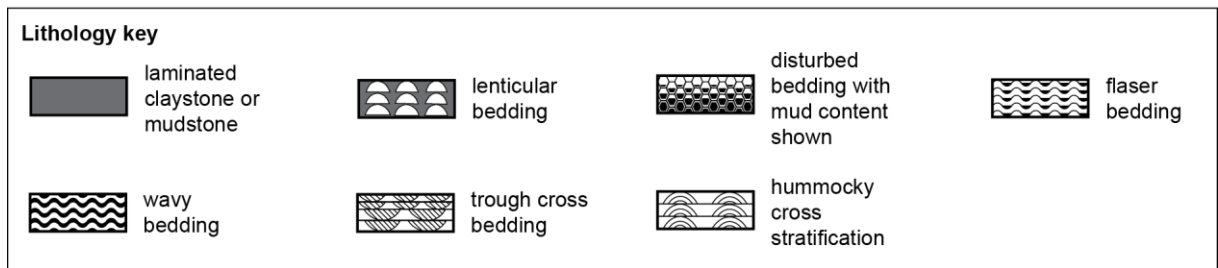 Lithology key
laminated
claystone or
mudstone
lenticular
bedding
disturbed
bedding with
mud content
shown
flaser
bedding
wavy
bedding
trough cross
bedding
hummocky
cross
stratification